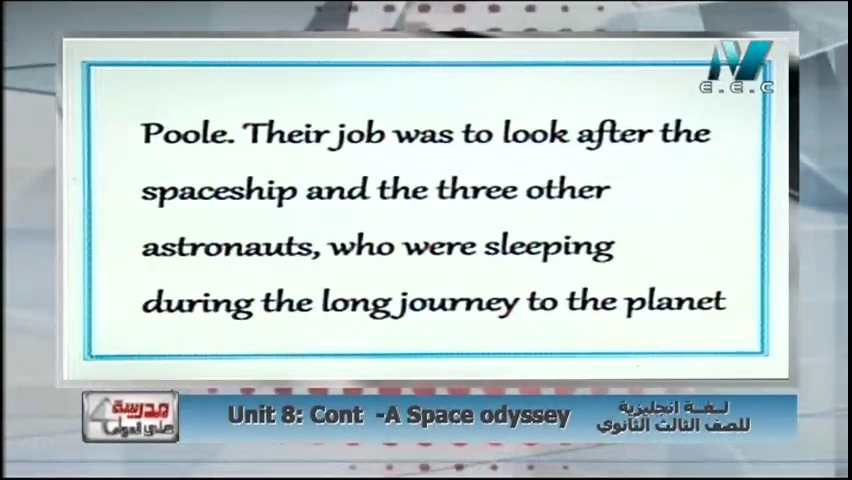 E.E.C
Poole. Their job was to look after the
spaceship and the three other
astronauts, who were sleeping
during the long journey to the planet
مدرسة
على الهواء
Unit 8: Cont -A Space odyssey
لـغـة انجليزية
للصف الثالث الثانوي